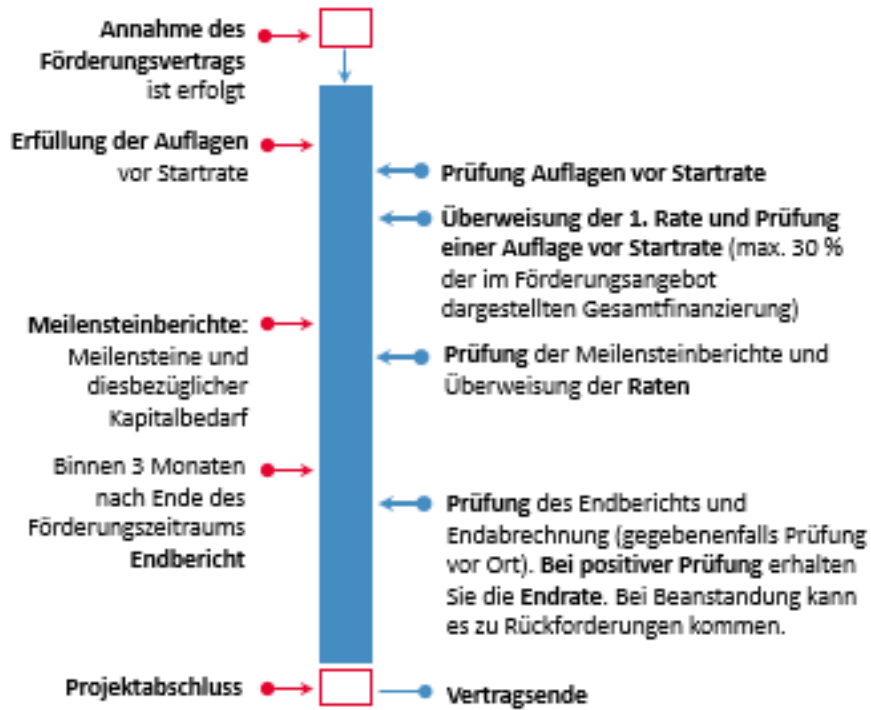 Annahme des
Förderungsvertrags
ist erfolgt
Erfüllung der Auflagen
vor Startrate
Prüfung Auflagen vor Startrate
Überweisung der 1. Rate und Prüfung
einer Auflage vor Startrate (max. 30 %
der im Förderungsangebot
dargestellten Gesamtfinanzierung)
Meilensteinberichte:
Meilensteine und
diesbezüglicher
Kapitalbedarf
Prüfung der Meilensteinberichte und
Überweisung der Raten
Binnen 3 Monaten
nach Ende des
Förderungszeitraums
Endbericht
Prüfung des Endberichts und
Endabrechnung (gegebenenfalls Prüfung
vor Ort). Bei positiver Prüfung erhalten
Sie die Endrate. Bei Beanstandung kann
es zu Rückforderungen kommen.
Projektabschluss
Vertragsende